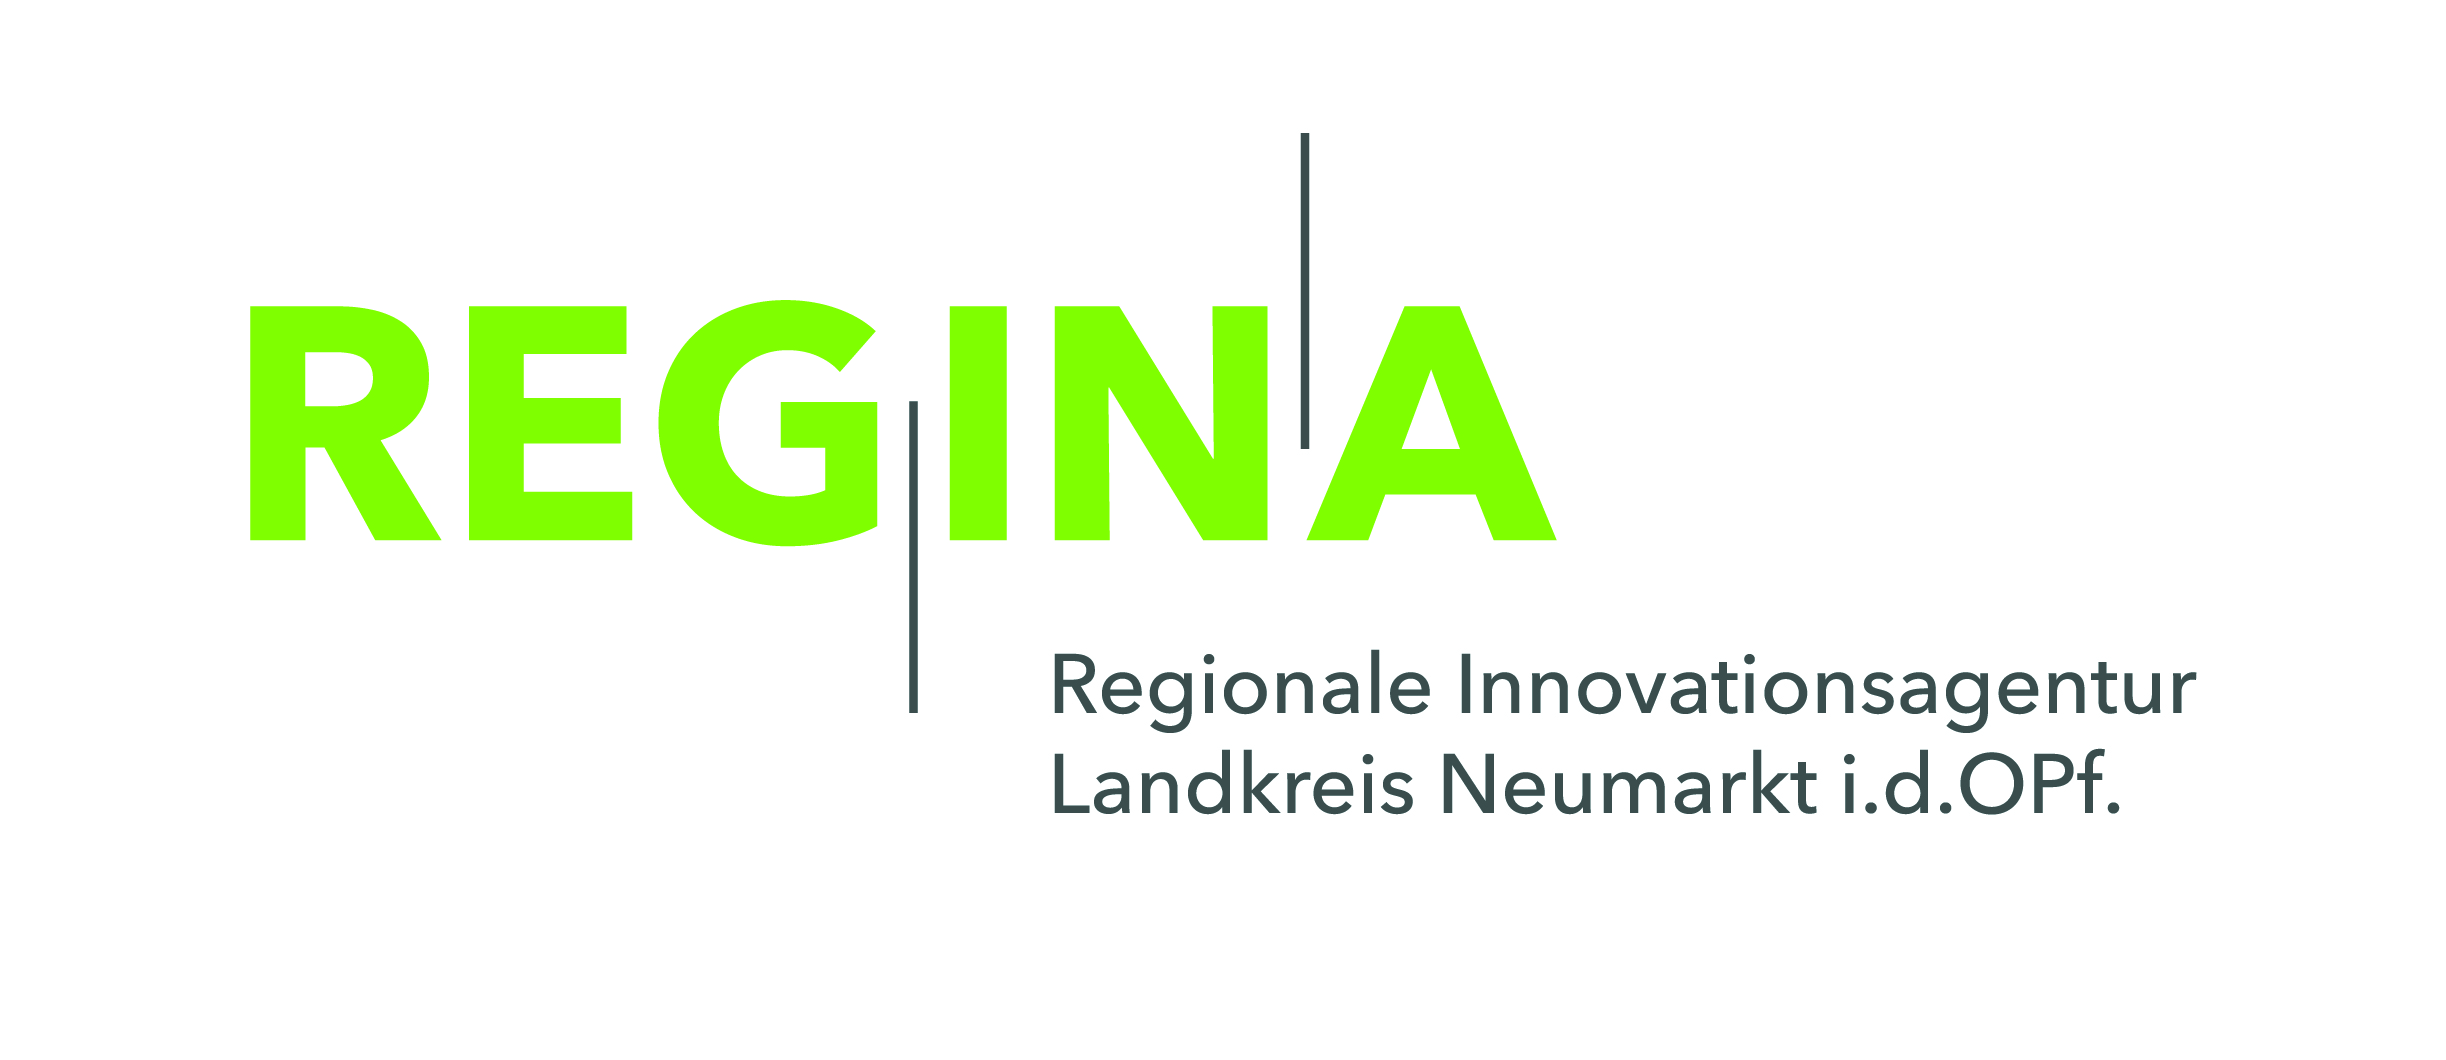 REGINA
Regionale Innovationsagentur
Landkreis Neumarkt i.d.OPf.